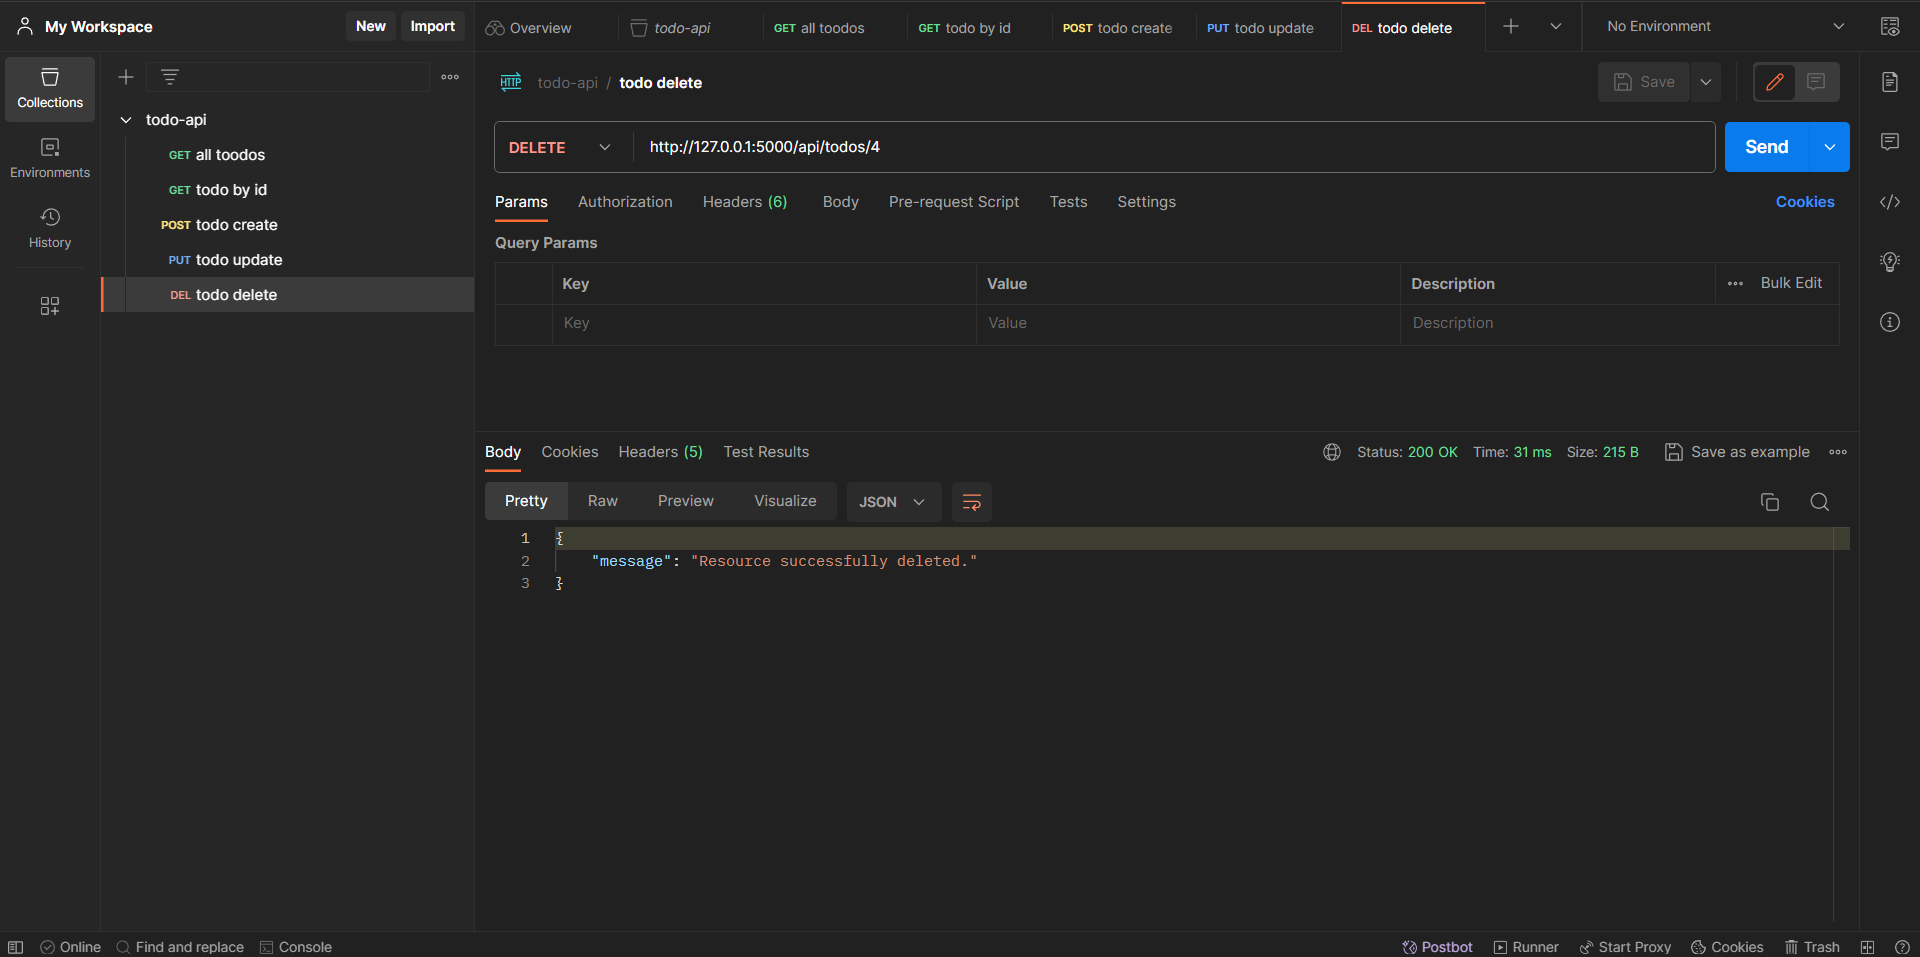 My Workspace New Import Overview todo-api GET all toodos GET todo by id POST todo create PUT todo update DEL todo delete No Environment
Collections
Environments
History
todo-api
GET all toodos
GET todo by id
POST todo create
PUT todo update
DEL todo delete
HTTP todo-api / todo delete Save
DELETE http://127.0.0.1:5000/api/todos/4 Send
Params Authorization Headers (6) Body Pre-request Script Tests Settings Cookies
Query Params
Key Value Description Bulk Edit
Key Value Description
Body Cookies Headers (5) Test Results Status: 200 OK Time: 31 ms Size: 215 B Save as example
Pretty Raw Preview Visualize JSON
1 {
2 "message": "Resource successfully deleted."
3 }
Online Find and replace Console Postbot Runner Start Proxy Cookies Trash